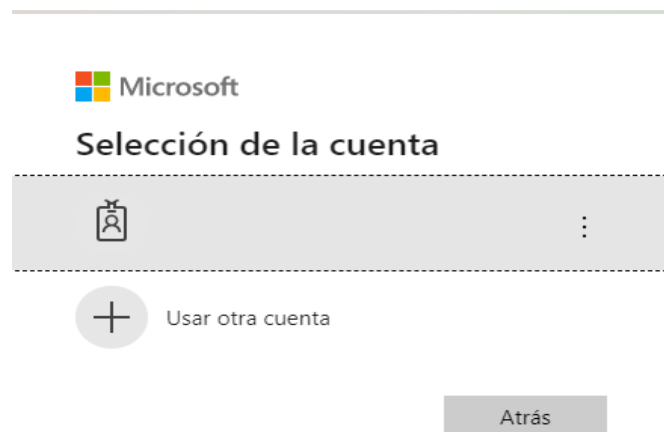 Microsoft
Selección de la cuenta
Usar otra cuenta
Atrás